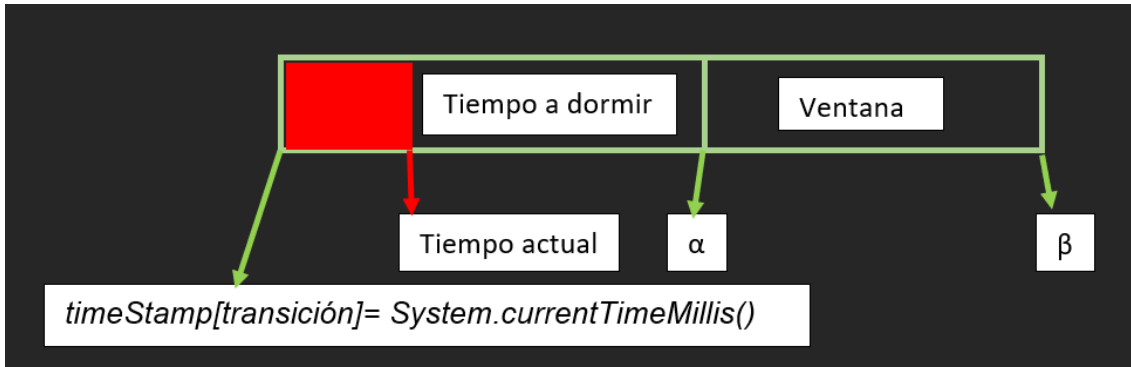 Tiempo a dormir
Ventana
Tiempo actual
α
β
timeStamp[transición]= System.currentTimeMillis()